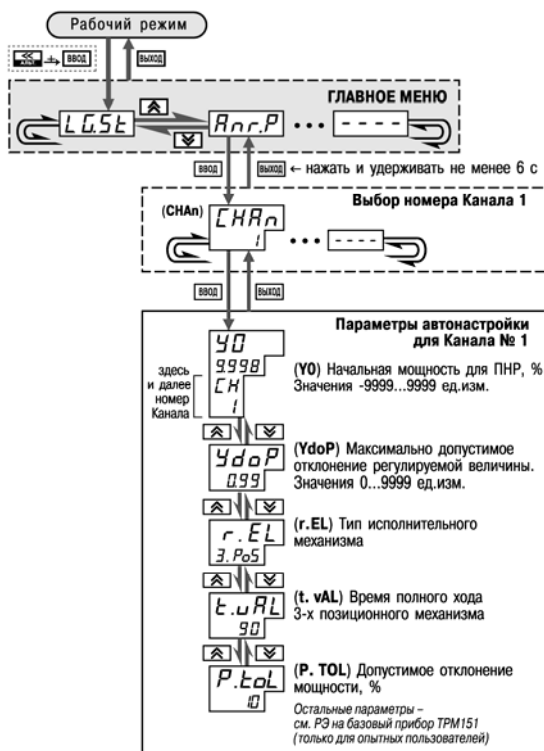 Рабочий режим
ВВОД
ВЫХОД
ГЛАВНОЕ МЕНЮ
LG.St
Anr.P
- - - -
ВВОД
ВЫХОД ← нажать и удерживать не менее 6 с
Выбор номера Канала 1
(CHAn)
CHAn
1
- - - -
ВВОД
ВЫХОД
Параметры автонастройки
для Канала № 1
Y0
9.998
CH
1
здесь
и далее
номер
Канала
(Y0) Начальная мощность для ПНР, %
Значения -9999...9999 ед.изм.
YdoP
0.99
(YdoP) Максимально допустимое
отклонение регулируемой величины.
Значения 0...9999 ед.изм.
r.EL
3.PoS
(r.EL) Тип исполнительного
механизма
t.vAL
90
(t. vAL) Время полного хода
3-х позиционного механизма
P.toL
10
(P. TOL) Допустимое отклонение
мощности, %
Остальные параметры –
см. РЭ на базовый прибор ТРМ151
(только для опытных пользователей)